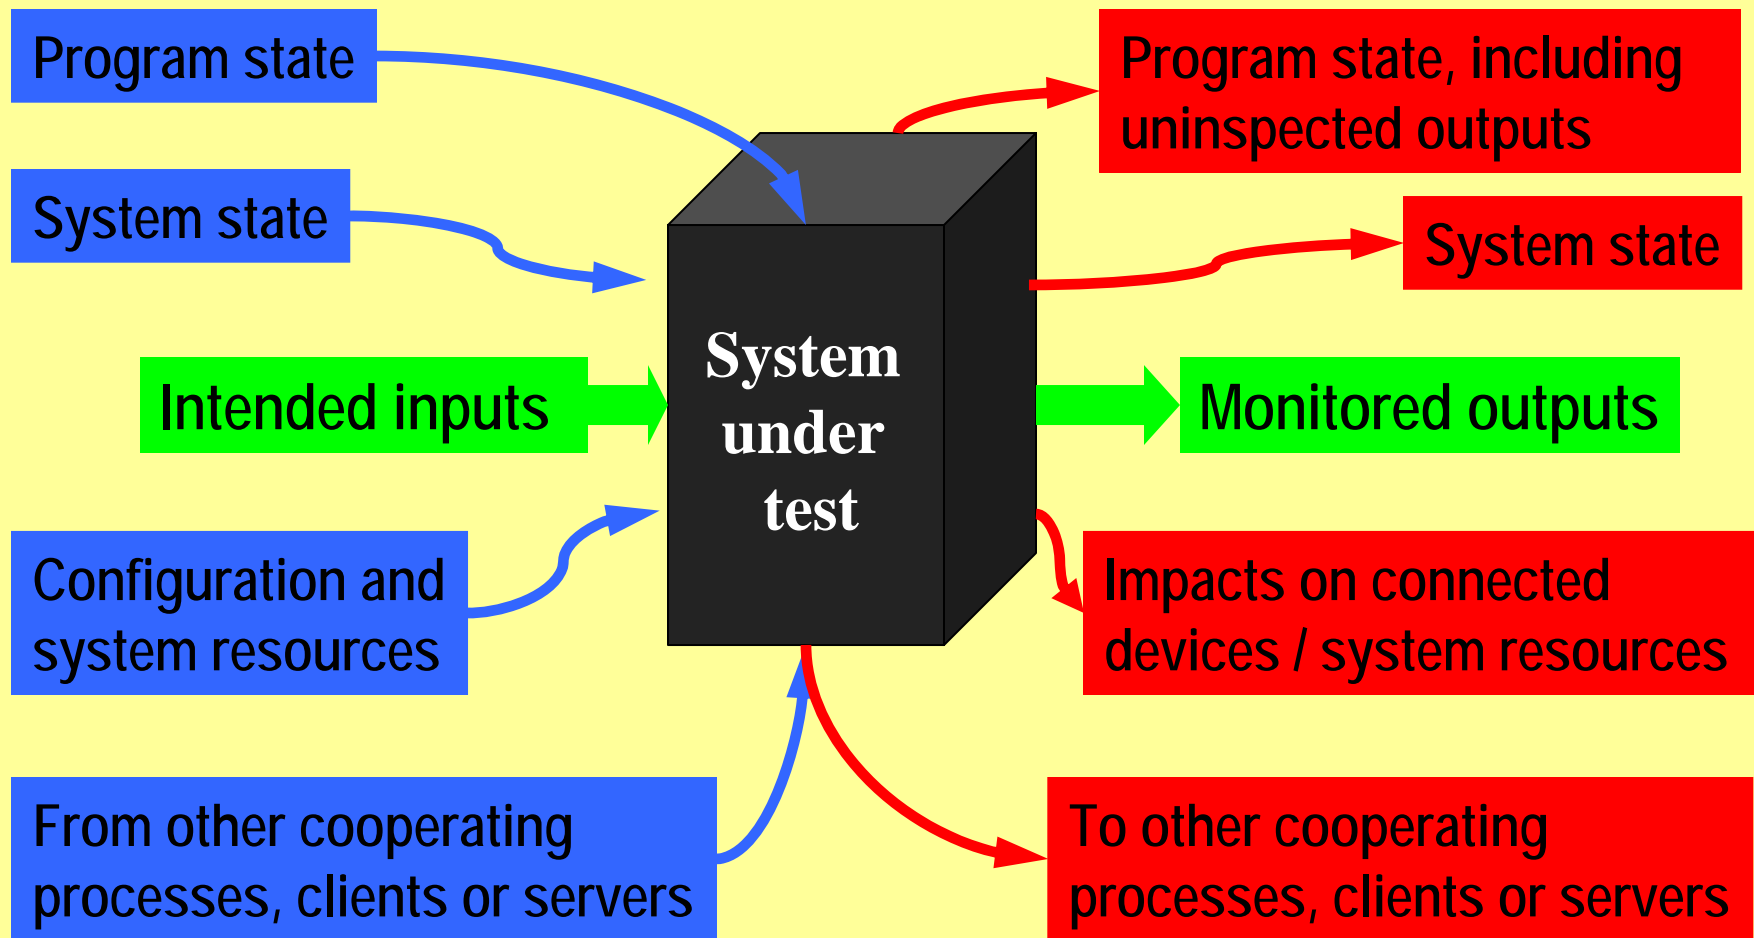 Program state
Program state, including
uninspected outputs
System state
System state
System
under
test
Intended inputs
Monitored outputs
Configuration and
system resources
Impacts on connected
devices / system resources
From other cooperating
processes, clients or servers
To other cooperating
processes, clients or servers